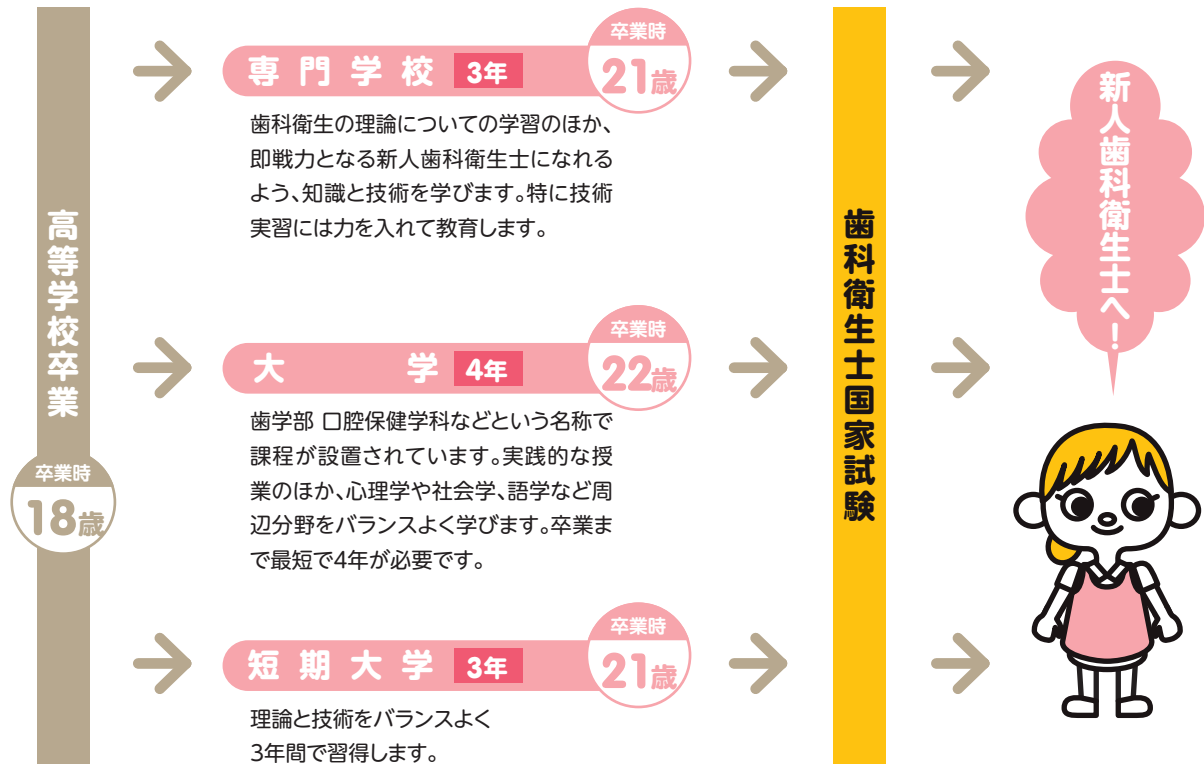 高等学校卒業
卒業時
18歳
専門学校 3年
卒業時
21歳
歯科衛生の理論についての学習のほか、
即戦力となる新人歯科衛生士になれる
よう、知識と技術を学びます。特に技術
実習には力を入れて教育します。
大学 4年
卒業時
22歳
歯学部 口腔保健学科などという名称で
課程が設置されています。実践的な授
業のほか、心理学や社会学、語学など周
辺分野をバランスよく学びます。卒業ま
で最短で4年が必要です。
短期大学 3年
卒業時
21歳
理論と技術をバランスよく
3年間で習得します。
歯科衛生士国家試験
新人歯科衛生士へ!